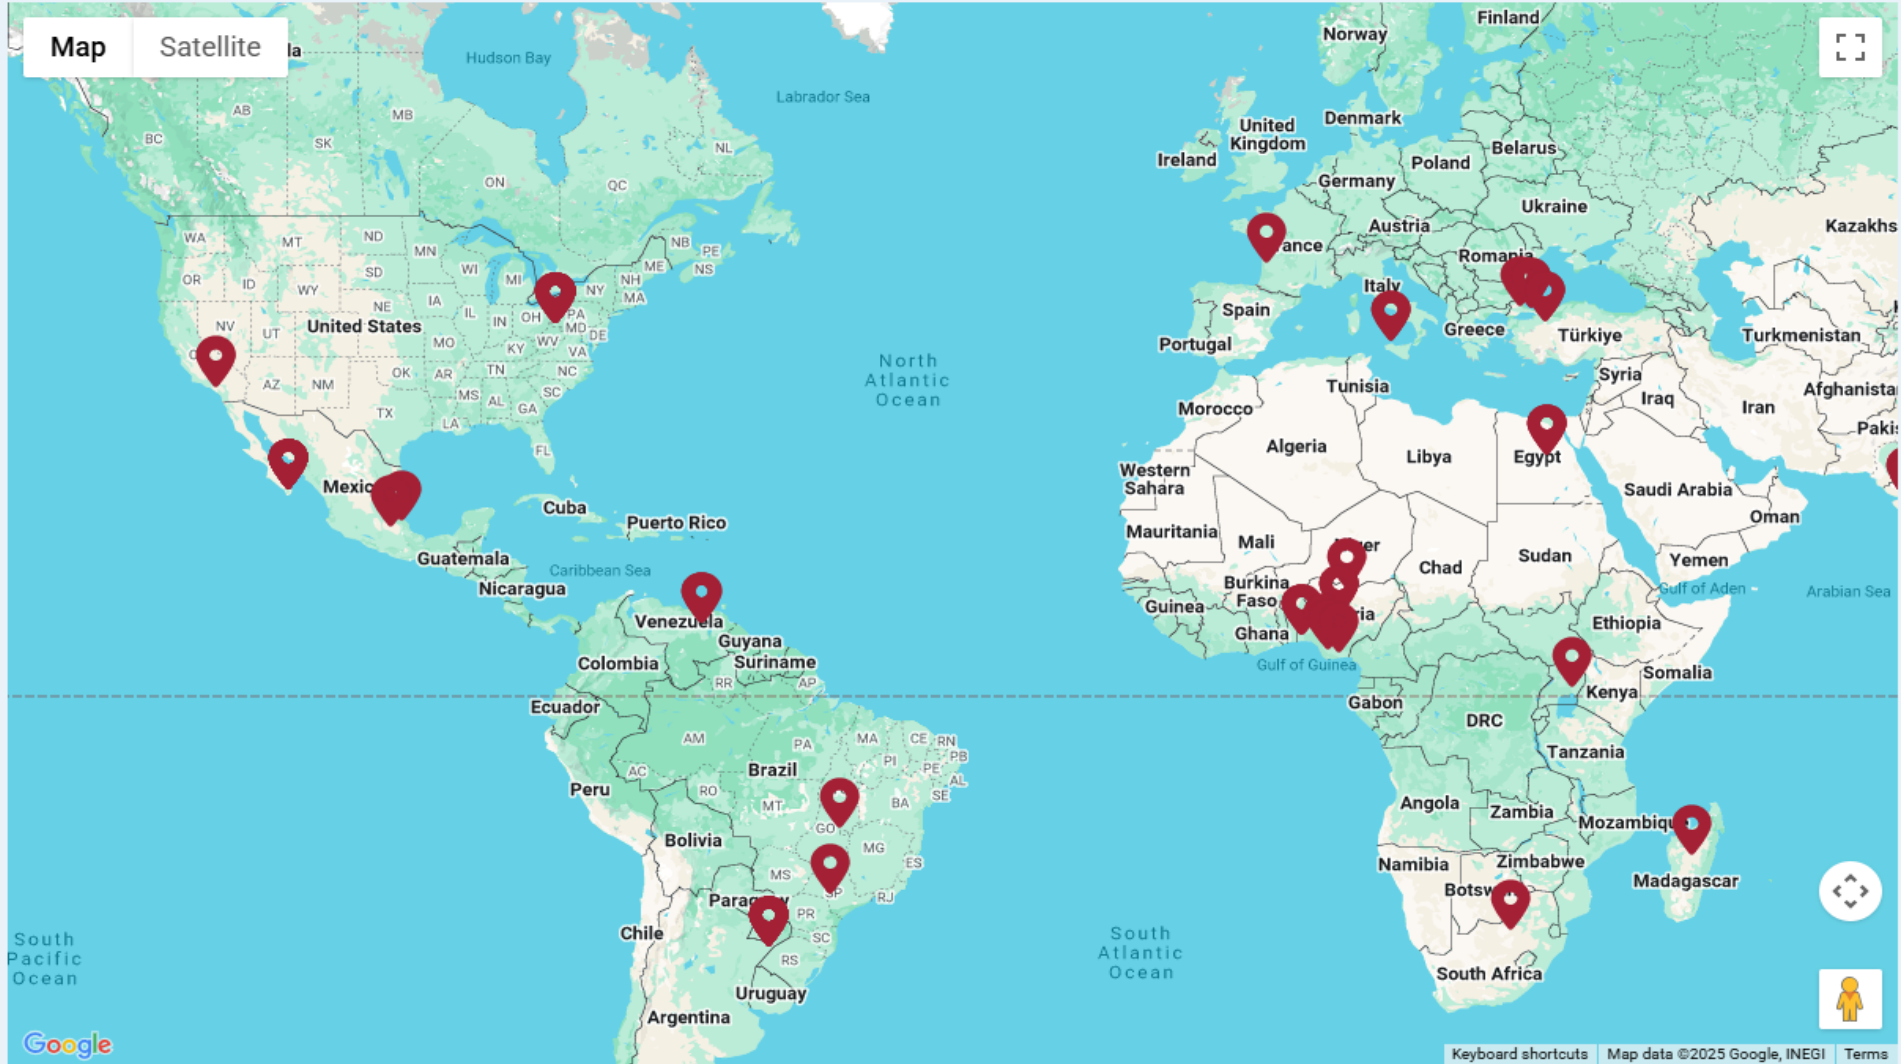 Map
Satellite
la
Hudson Bay
Labrador Sea
Finland
Norway
AB
MB
BC
SK
NL
ON
QC
Denmark
United
Kingdom
Ireland
Belarus
Poland
Germany
Ukraine
Austria
Kazakhs
Romania
WA
MT
ND
MN
NB
PE
ME
NS
OR
ID
WY
SD
WI
MI
NH
NY
MA
NE
IA
IL
IN
OH
PA
MD
DE
United States
NV
UT
MO
KY
WV
VA
AZ
NM
OK
AR
TN
NC
MS
AL
GA
SC
TX
LA
FL
rance
Italy
Spain
Portugal
Greece
Türkiye
Turkmenistan
North
Atlantic
Ocean
Tunisia
Syria
Iraq
Iran
Afghanista
Pakis
Morocco
Algeria
Libya
Egypt
Western
Sahara
Saudi Arabia
Oman
Mexic
Cuba
Puerto Rico
Mauritania
Mali
Chad
Sudan
Yemen
Guatemala
Caribbean Sea
Nicaragua
Burkina
Faso
Gulf of Aden
Arabian Sea
Guinea
Ghana
ria
Ethiopia
Venezuela
Guyana
Suriname
Colombia
Gulf of Guinea
Somalia
RR
AP
Ecuador
Gabon
Kenya
DRC
AM
PA
MA
CE
RN
PB
PI
PE
AL
SE
Tanzania
AC
Brazil
Peru
RO
MT
BA
Angola
Zambia
Mozambiqu
GO
MG
ES
Bolivia
MS
SP
RJ
Namibia
Zimbabwe
Madagascar
Botsw
PR
Chile
SC
South
Pacific
Ocean
South
Atlantic
Ocean
RS
Uruguay
South Africa
Argentina
Google
Keyboard shortcuts
Map data ©2025 Google, INEGI
Terms